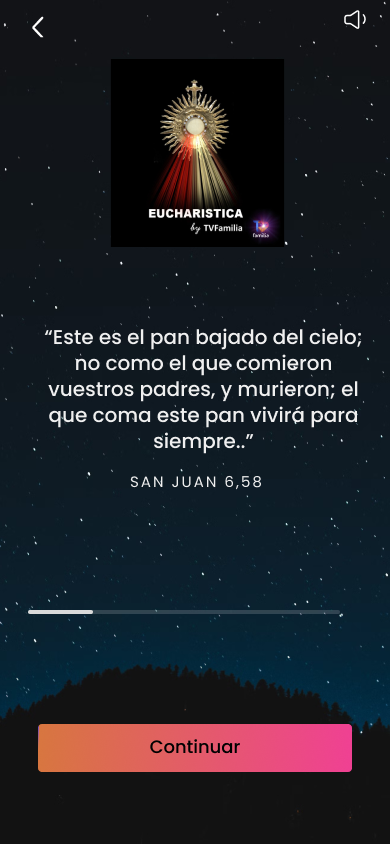 EUCHARISTICA
by TVFamilia
familia
“Este es el pan bajado del cielo;
no como el que comieron
vuestros padres, y murieron; el
que coma este pan vivirá para
siempre..”
SAN JUAN 6,58
Continuar